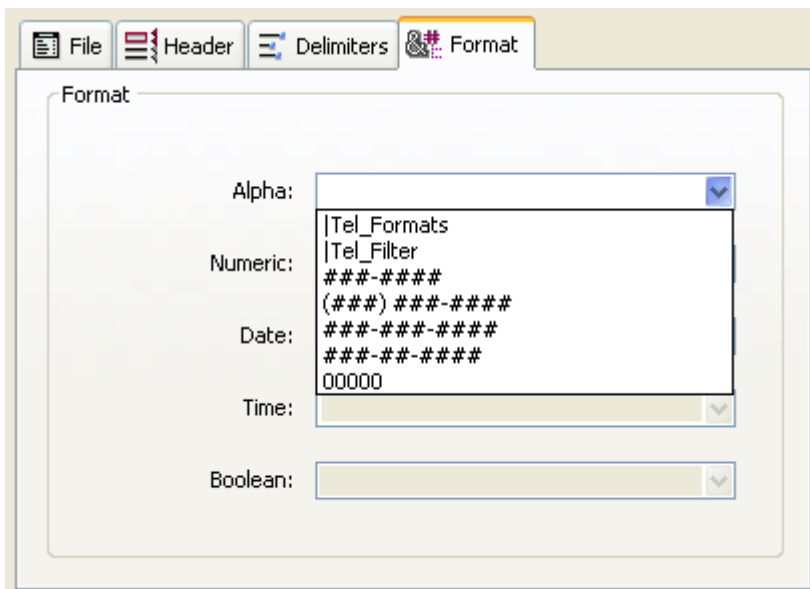 File Header Delimiters Format
Format
Alpha:
|Tel_Formats
|Tel_Filter
Numeric:
###-####
(###) ###-####
Date:
###-###-####
###-##-####
00000
Time:
Boolean: